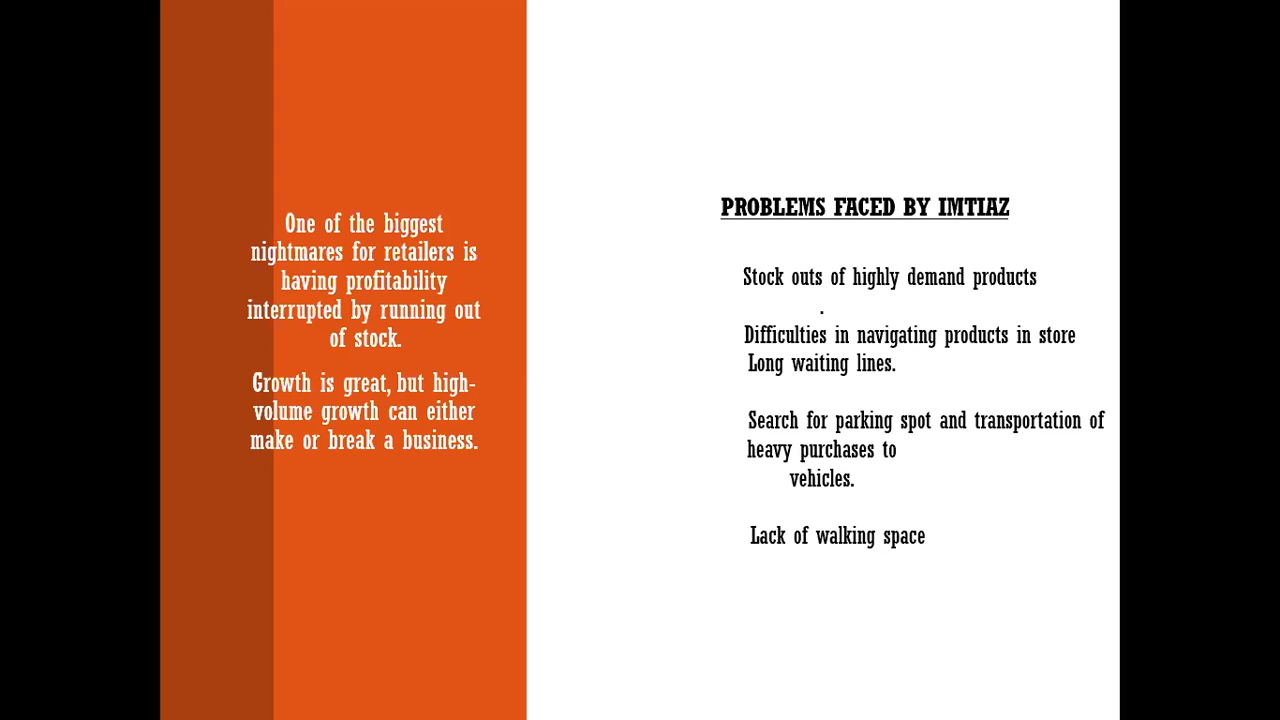 One of the biggest
nightmares for retailers is
having profitability
interrupted by running out
of stock.
Growth is great, but high-
volume growth can either
make or break a business.
PROBLEMS FACED BY IMTIAZ
Stock outs of highly demand products
.
Difficulties in navigating products in store
Long waiting lines.
Search for parking spot and transportation of
heavy purchases to
vehicles.
Lack of walking space